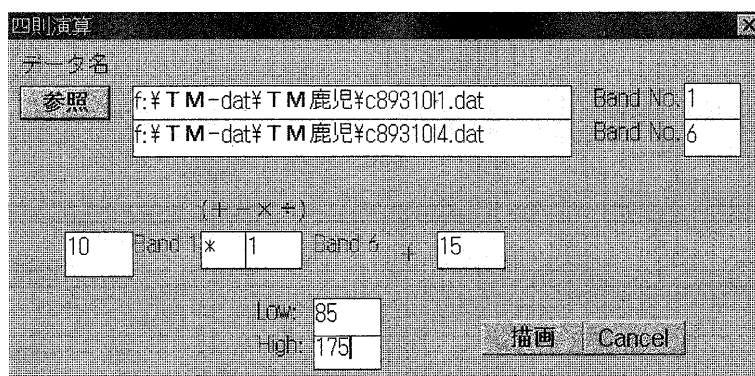 四則演算
データ名
参照 f:¥TM-dat¥TM鹿児¥c89310l1.dat Band No. 1
f:¥TM-dat¥TM鹿児¥c89310l4.dat Band No. 6
(+-×÷)
10 Band 1 * 1 Band 6 + 15
Low: 85
High: 175
描画 Cancel